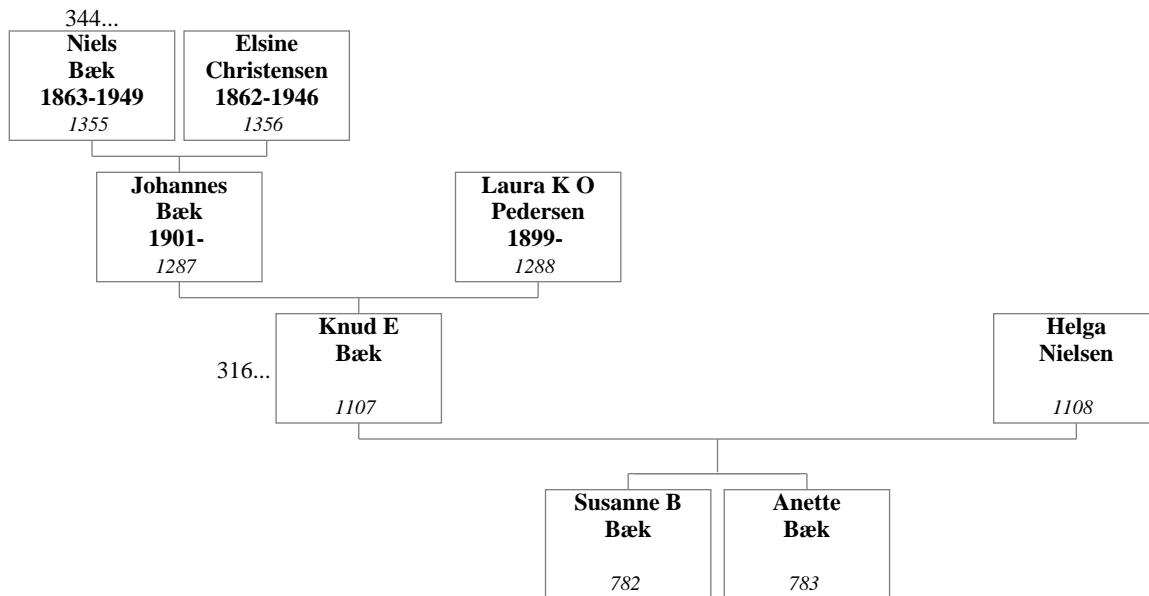 344...
Niels
Bæk
1863-1949
1355
Elsine
Christensen
1862-1946
1356
Johannes
Bæk
1901-
1287
Laura K O
Pedersen
1899-
1288
316...
Knud E
Bæk
1107
Helga
Nielsen
1108
Susanne B
Bæk
782
Anette
Bæk
783